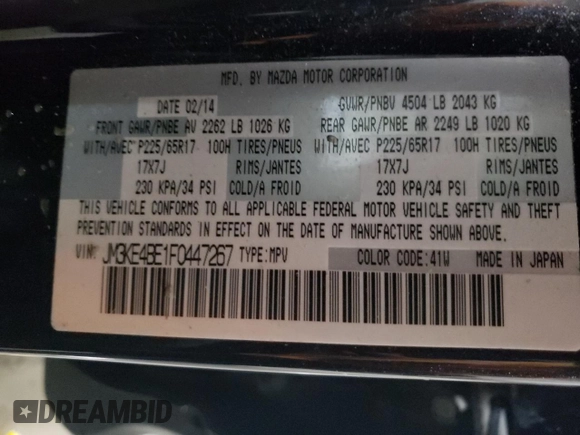 MFD. BY MAZDA MOTOR CORPORATION
DATE 02/14 GVWR/PNBV 4504 LB 2043 KG
FRONT GAWR/PNBE AV 2262 LB 1026 KG REAR GAWR/PNBE AR 2249 LB 1020 KG
WITH/AVEC P225/65R17 100H TIRES/PNEUS WITH/AVEC P225/65R17 100H TIRES/PNEUS
17X7J RIMS/JANTES 17X7J RIMS/JANTES
230 KPA/34 PSI COLD/A FROID 230 KPA/34 PSI COLD/A FROID
THIS VEHICLE CONFORMS TO ALL APPLICABLE FEDERAL MOTOR VEHICLE SAFETY AND THEFT
PREVENTION STANDARDS IN EFFECT ON THE DATE OF MANUFACTURE SHOWN ABOVE.
VIN: JM3KE4BE1F0447267 TYPE:MPV COLOR CODE:41W MADE IN JAPAN
DREAMBID